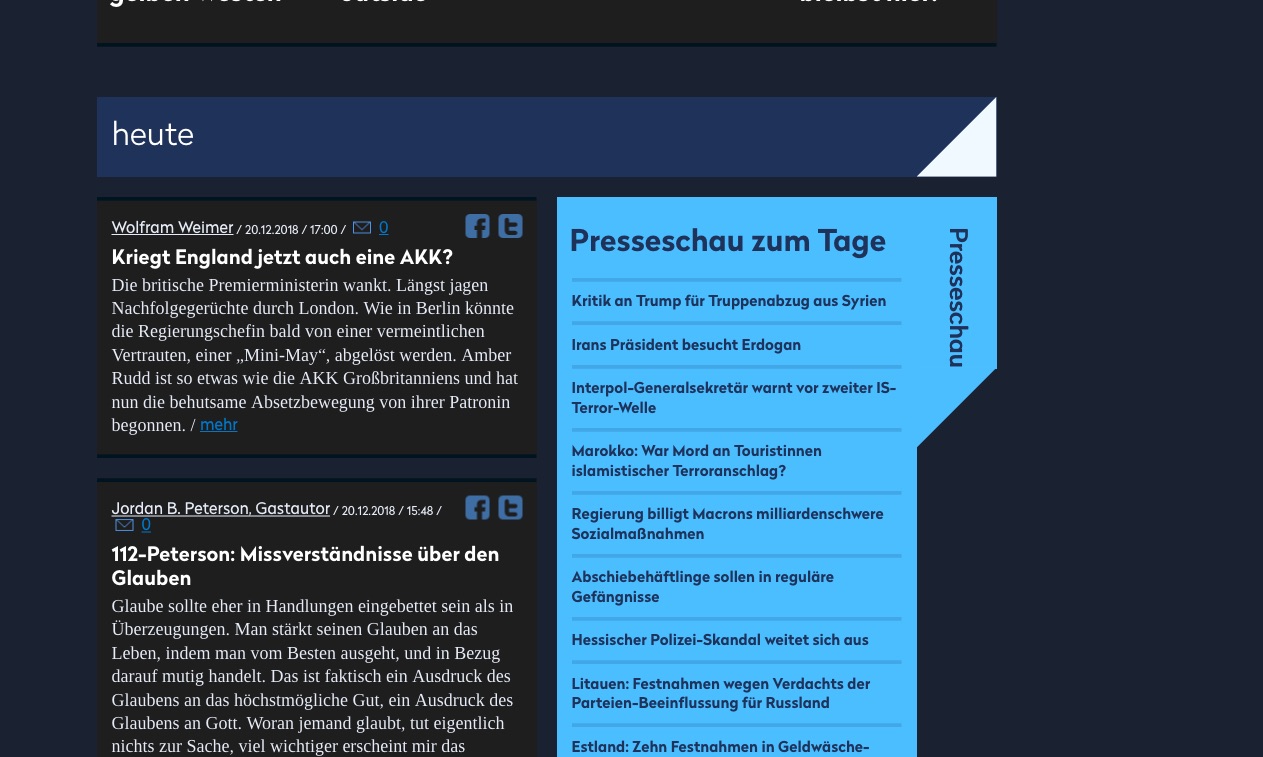 heute
Wolfram Weimer / 20.12.2018 / 17:00 / 0
Kriegt England jetzt auch eine AKK?
Die britische Premierministerin wankt. Längst jagen
Nachfolgegerüchte durch London. Wie in Berlin könnte
die Regierungschefin bald von einer vermeintlichen
Vertrauten, einer „Mini-May“, abgelöst werden. Amber
Rudd ist so etwas wie die AKK Großbritanniens und hat
nun die behutsame Absetzbewegung von ihrer Patronin
begonnen. / mehr
Jordan B. Peterson, Gastautor / 20.12.2018 / 15:48 /
0
112-Peterson: Missverständnisse über den
Glauben
Glaube sollte eher in Handlungen eingebettet sein als in
Überzeugungen. Man stärkt seinen Glauben an das
Leben, indem man vom Besten ausgeht, und in Bezug
darauf mutig handelt. Das ist faktisch ein Ausdruck des
Glaubens an das höchstmögliche Gut, ein Ausdruck des
Glaubens an Gott. Woran jemand glaubt, tut eigentlich
nichts zur Sache, viel wichtiger erscheint mir das
Presseschau zum Tage
Kritik an Trump für Truppenabzug aus Syrien
Irans Präsident besucht Erdogan
Interpol-Generalsekretär warnt vor zweiter IS-
Terror-Welle
Marokko: War Mord an Touristinnen
islamistischer Terroranschlag?
Regierung billigt Macrons milliardenschwere
Sozialmaßnahmen
Abschiebehäftlinge sollen in reguläre
Gefängnisse
Hessischer Polizei-Skandal weitet sich aus
Litauen: Festnahmen wegen Verdachts der
Parteien-Beeinflussung für Russland
Estland: Zehn Festnahmen in Geldwäsche-
Presseschau